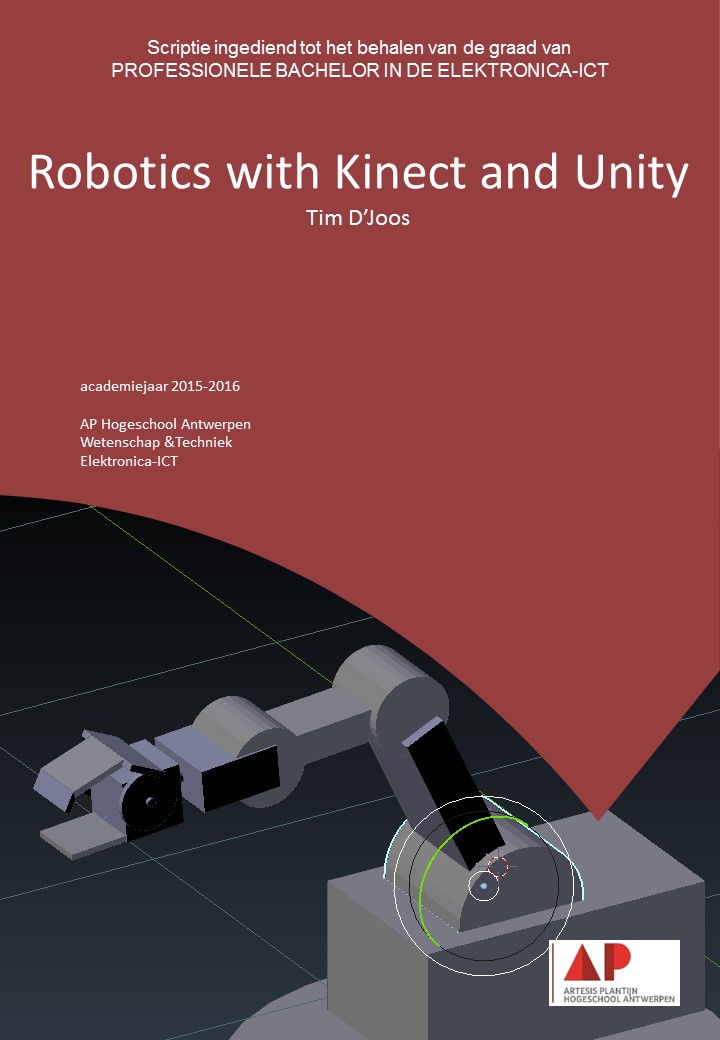 Scriptie ingediend tot het behalen van de graad van
PROFESSIONELE BACHELOR IN DE ELEKTRONICA-ICT
Robotics with Kinect and Unity
Tim D’Joos
academiejaar 2015-2016
AP Hogeschool Antwerpen
Wetenschap &Techniek
Elektronica-ICT
AP
ARTESIS PLANTIJN
HOGESCHOOL ANTWERPEN